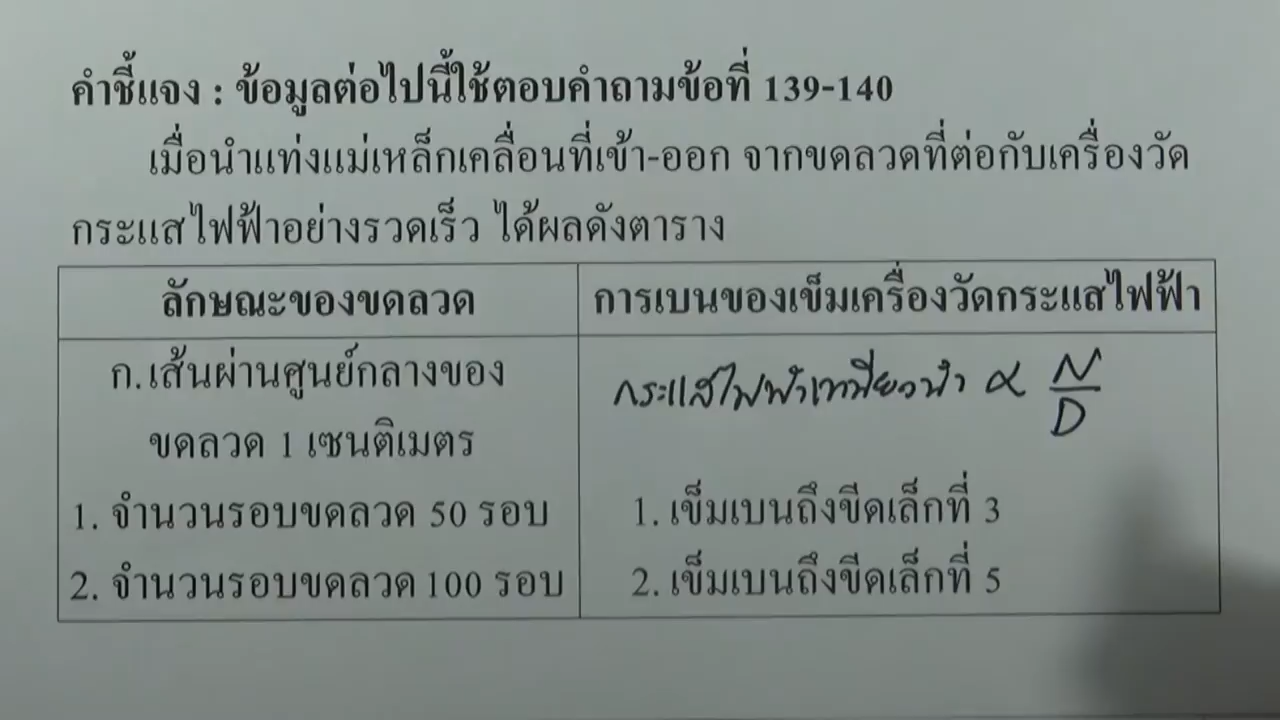 คำชี้แจง : ข้อมูลต่อไปนี้ใช้ตอบคำถามข้อที่ 139-140
เมื่อนำแท่งแม่เหล็กเคลื่อนที่เข้า-ออก จากขดลวดที่ต่อกับเครื่องวัด
กระแสไฟฟ้าอย่างรวดเร็ว ได้ผลดังตาราง
ลักษณะของขดลวด
การเบนของเข็มเครื่องวัดกระแสไฟฟ้า
ก. เส้นผ่านศูนย์กลางของ
ขดลวด 1 เซนติเมตร
1. จำนวนรอบขดลวด 50 รอบ
2. จำนวนรอบขดลวด 100 รอบ
กระแสไฟฟ้าเหนี่ยวนำ ∝ N/D
1. เข็มเบนถึงขีดเล็กที่ 3
2. เข็มเบนถึงขีดเล็กที่ 5